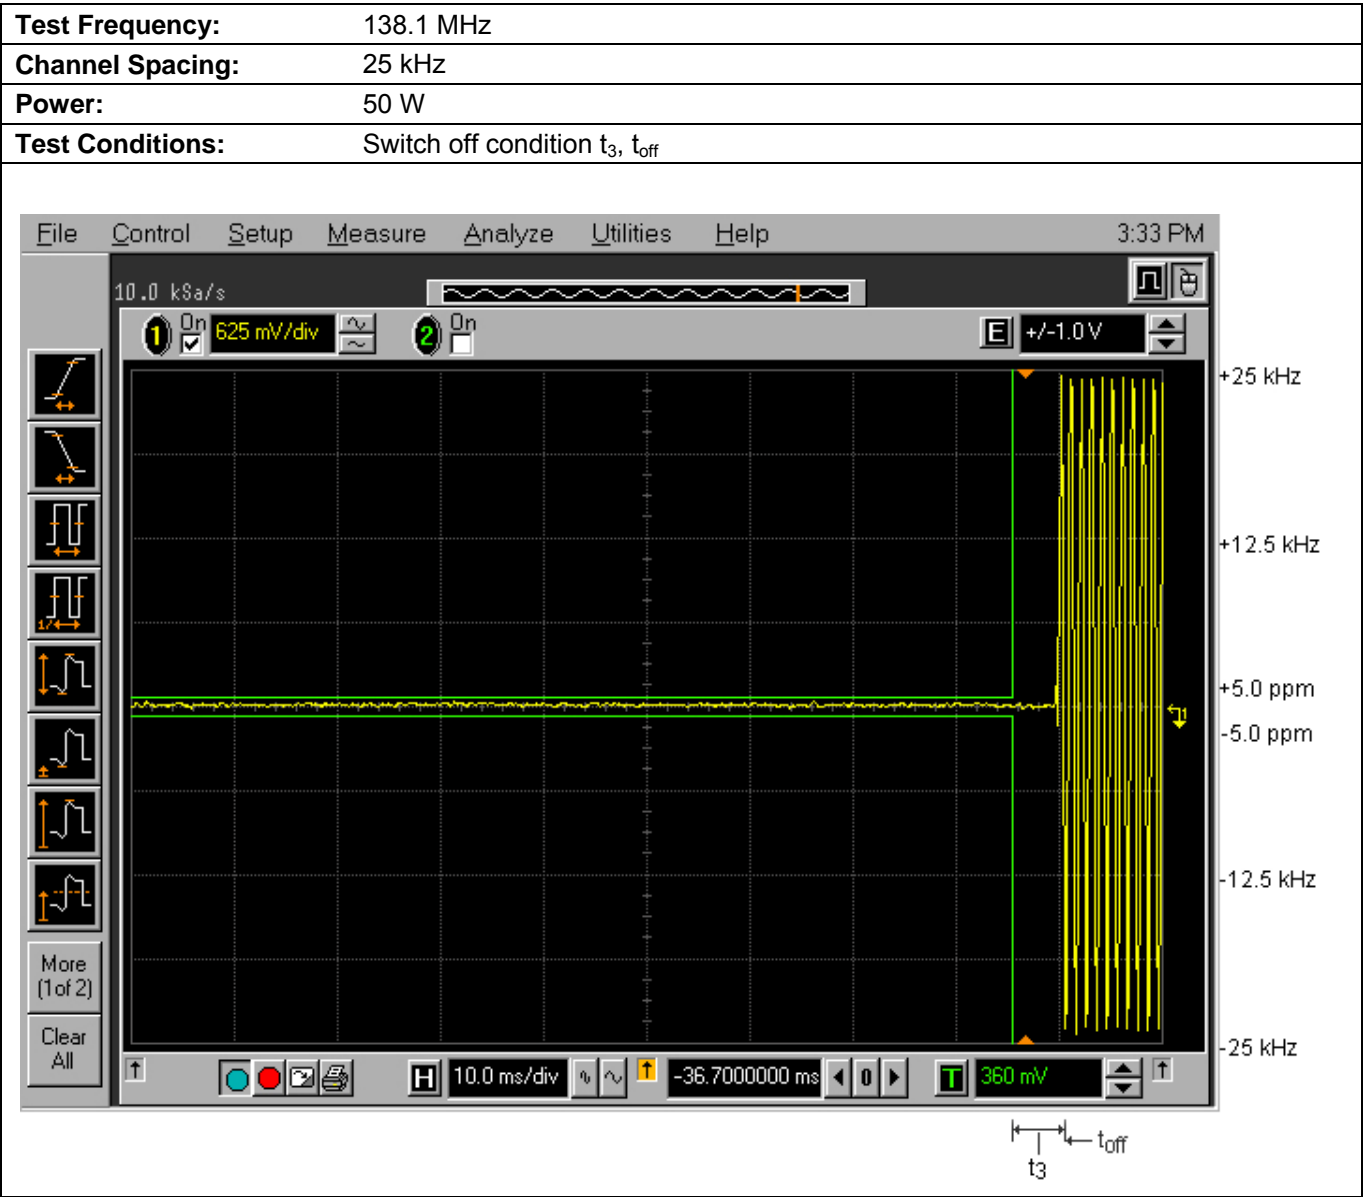 Test Frequency: 138.1 MHz
Channel Spacing: 25 kHz
Power: 50 W
Test Conditions: Switch off condition t3, toff
File Control Setup Measure Analyze Utilities Help 3:33 PM
10.0 kSa/s
1 On 625 mV/div 2 On E +/-1.0 V
+25 kHz
+12.5 kHz
1/
+5.0 ppm
1
-5.0 ppm
-12.5 kHz
More
(1of 2)
Clear
All
-25 kHz
H 10.0 ms/div -36.7000000 ms 0 T 360 mV
toff
t3